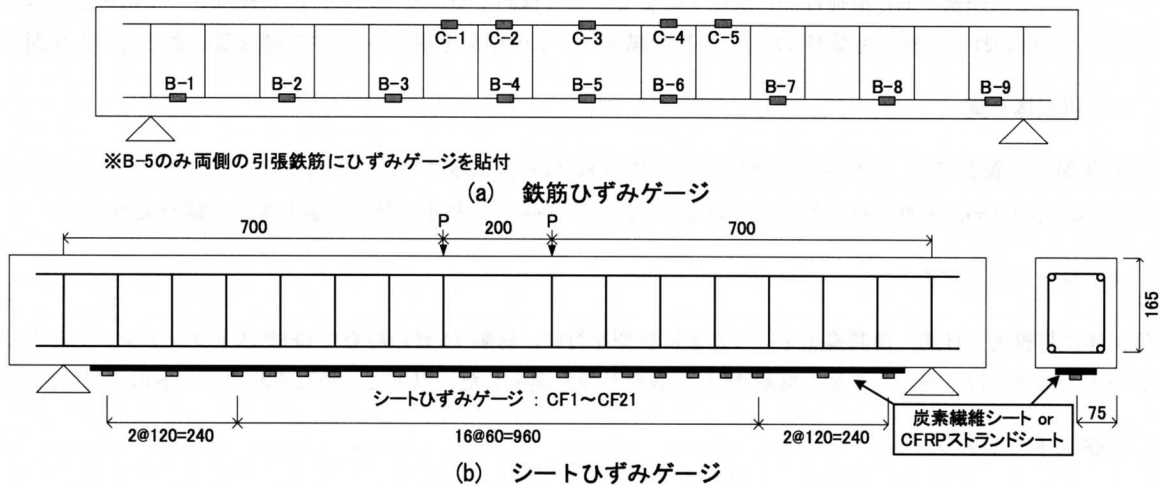 C-1 C-2 C-3 C-4 C-5
B-1 B-2 B-3 B-4 B-5 B-6 B-7 B-8 B-9
※B-5のみ両側の引張鉄筋にひずみゲージを貼付
(a) 鉄筋ひずみゲージ
700 P 200 P 700
165
シートひずみゲージ : CF1～CF21
炭素繊維シート or
CFRPストランドシート
75
2@120=240 16@60=960 2@120=240
(b) シートひずみゲージ